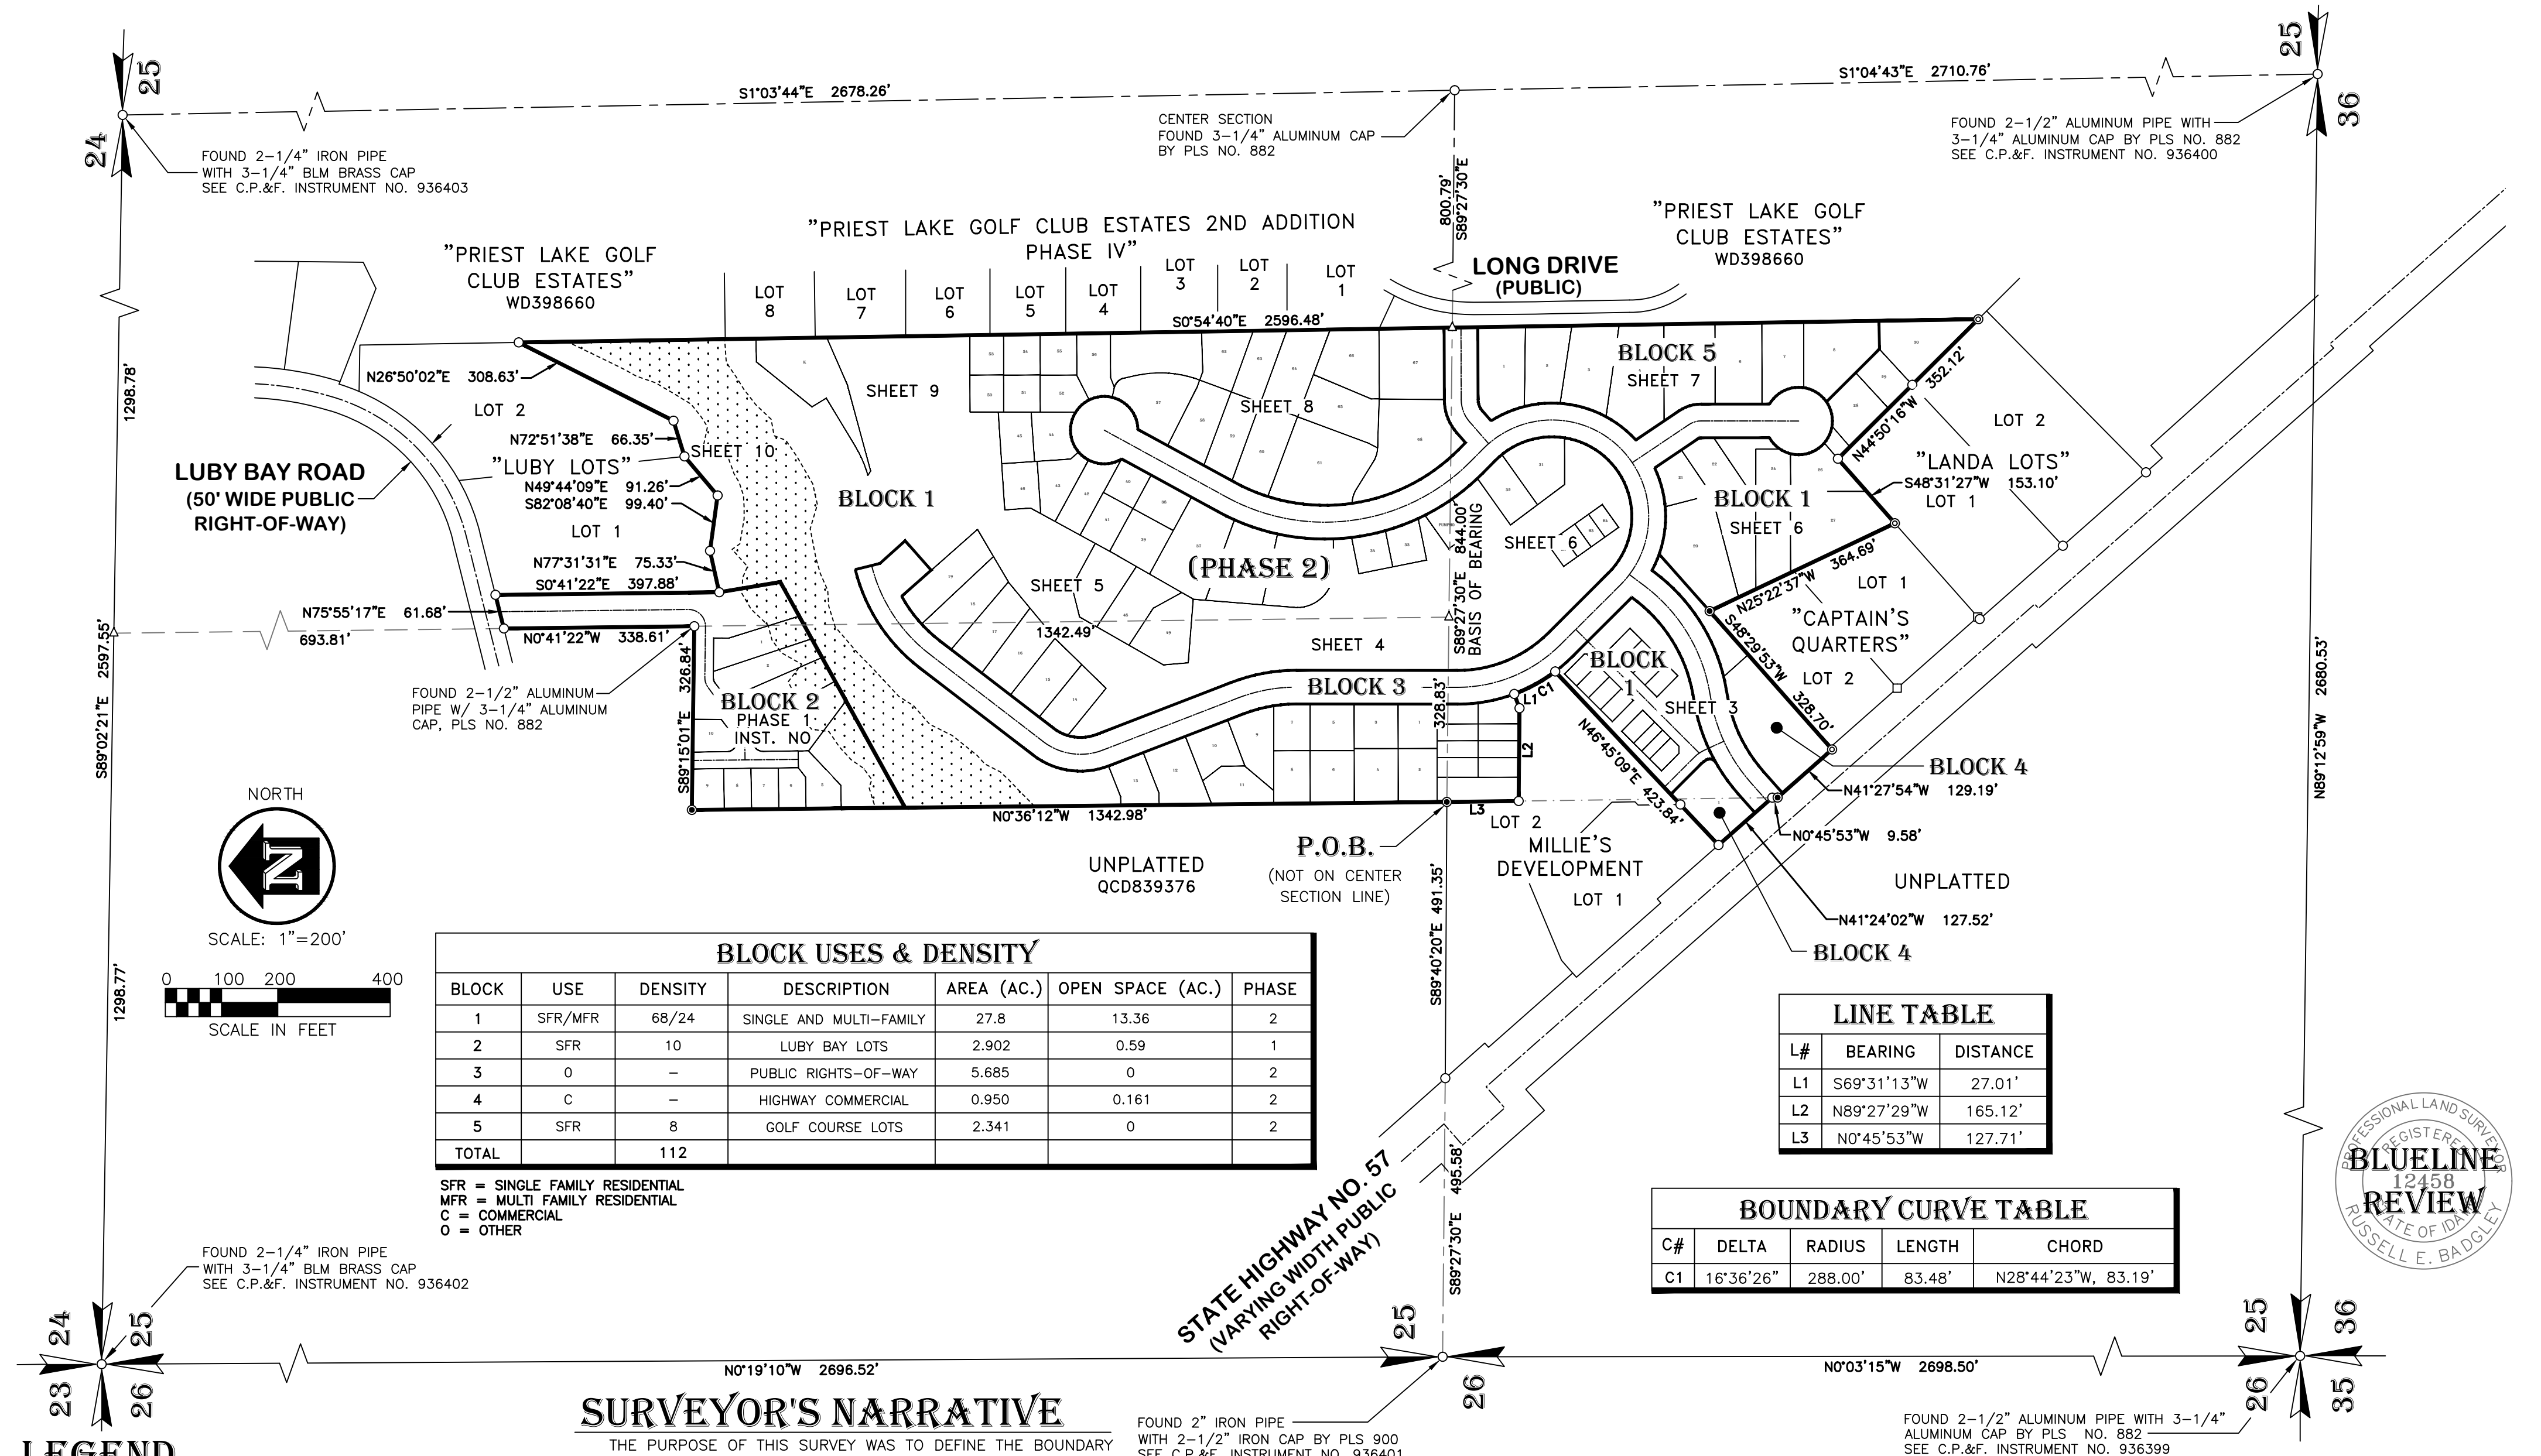 25
24
S1°03'44"E 2678.26'
S1°04'43"E 2710.76'
25
36
FOUND 2-1/4" IRON PIPE
WITH 3-1/4" BLM BRASS CAP
SEE C.P.&F. INSTRUMENT NO. 936403
CENTER SECTION
FOUND 3-1/4" ALUMINUM CAP
BY PLS NO. 882
FOUND 2-1/2" ALUMINUM PIPE WITH
3-1/4" ALUMINUM CAP BY PLS NO. 882
SEE C.P.&F. INSTRUMENT NO. 936400
800.79'
S89°27'30"E
"PRIEST LAKE GOLF
CLUB ESTATES"
WD398660
"PRIEST LAKE GOLF CLUB ESTATES 2ND ADDITION
PHASE IV"
"PRIEST LAKE GOLF
CLUB ESTATES"
WD398660
LONG DRIVE
(PUBLIC)
LOT
8
LOT
7
LOT
6
LOT
5
LOT
4
LOT
3
LOT
2
LOT
1
S0°54'40"E 2596.48'
1298.78'
S89°02'21"E 2597.55'
1298.77'
N26°50'02"E 308.63'
LOT 2
N72°51'38"E 66.35'
"LUBY LOTS"
N49°44'09"E 91.26'
S82°08'40"E 99.40'
LOT 1
N77°31'31"E 75.33'
S0°41'22"E 397.88'
N75°55'17"E 61.68'
693.81'
N0°41'22"W 338.61'
LUBY BAY ROAD
(50' WIDE PUBLIC
RIGHT-OF-WAY)
SHEET 9
SHEET 10
BLOCK 1
SHEET 8
BLOCK 5
SHEET 7
BLOCK 1
SHEET 6
SHEET 6
(PHASE 2)
SHEET 5
1342.49'
SHEET 4
S89°27'30"E 844.00'
BASIS OF BEARING
328.83'
BLOCK 3
BLOCK
1
SHEET 3
BLOCK 2
PHASE 1
INST. NO
S89°15'01"E 326.84'
FOUND 2-1/2" ALUMINUM
PIPE W/ 3-1/4" ALUMINUM
CAP, PLS NO. 882
N44°50'16"W 352.12'
LOT 2
"LANDA LOTS"
S48°31'27"W 153.10'
LOT 1
N25°22'37"W 364.69'
LOT 1
"CAPTAIN'S
QUARTERS"
LOT 2
S48°29'53"W 328.70'
L1
C1
L2
L3
N46°45'09"E 423.84'
BLOCK 4
N41°27'54"W 129.19'
N0°45'53"W 9.58'
UNPLATTED
N41°24'02"W 127.52'
BLOCK 4
N89°12'59"W 2680.53'
N0°36'12"W 1342.98'
UNPLATTED
QCD839376
P.O.B.
(NOT ON CENTER
SECTION LINE)
LOT 2
MILLIE'S
DEVELOPMENT
LOT 1
S89°40'20"E 491.35'
S89°27'30"E 495.58'
STATE HIGHWAY NO. 57
(VARYING WIDTH PUBLIC
RIGHT-OF-WAY)
NORTH
N
SCALE: 1"=200'
0 100 200 400
SCALE IN FEET
BLOCK USES & DENSITY
BLOCK USE DENSITY DESCRIPTION AREA (AC.) OPEN SPACE (AC.) PHASE
1 SFR/MFR 68/24 SINGLE AND MULTI-FAMILY 27.8 13.36 2
2 SFR 10 LUBY BAY LOTS 2.902 0.59 1
3 O - PUBLIC RIGHTS-OF-WAY 5.685 0 2
4 C - HIGHWAY COMMERCIAL 0.950 0.161 2
5 SFR 8 GOLF COURSE LOTS 2.341 0 2
TOTAL 112
SFR = SINGLE FAMILY RESIDENTIAL
MFR = MULTI FAMILY RESIDENTIAL
C = COMMERCIAL
O = OTHER
LINE TABLE
L# BEARING DISTANCE
L1 S69°31'13"W 27.01'
L2 N89°27'29"W 165.12'
L3 N0°45'53"W 127.71'
BOUNDARY CURVE TABLE
C# DELTA RADIUS LENGTH CHORD
C1 16°36'26" 288.00' 83.48' N28°44'23"W, 83.19'
PROFESSIONAL LAND SURVEYOR
REGISTERED
12458
STATE OF IDAHO
RUSSELL E. BADGLEY
BLUELINE
REVIEW
FOUND 2-1/4" IRON PIPE
WITH 3-1/4" BLM BRASS CAP
SEE C.P.&F. INSTRUMENT NO. 936402
24
25
23
26
N0°19'10"W 2696.52'
25
26
N0°03'15"W 2698.50'
25
36
26
35
SURVEYOR'S NARRATIVE
THE PURPOSE OF THIS SURVEY WAS TO DEFINE THE BOUNDARY
FOUND 2" IRON PIPE
WITH 2-1/2" IRON CAP BY PLS 900
SEE C.P.&F. INSTRUMENT NO. 936401
FOUND 2-1/2" ALUMINUM PIPE WITH 3-1/4"
ALUMINUM CAP BY PLS NO. 882
SEE C.P.&F. INSTRUMENT NO. 936399
LEGEND